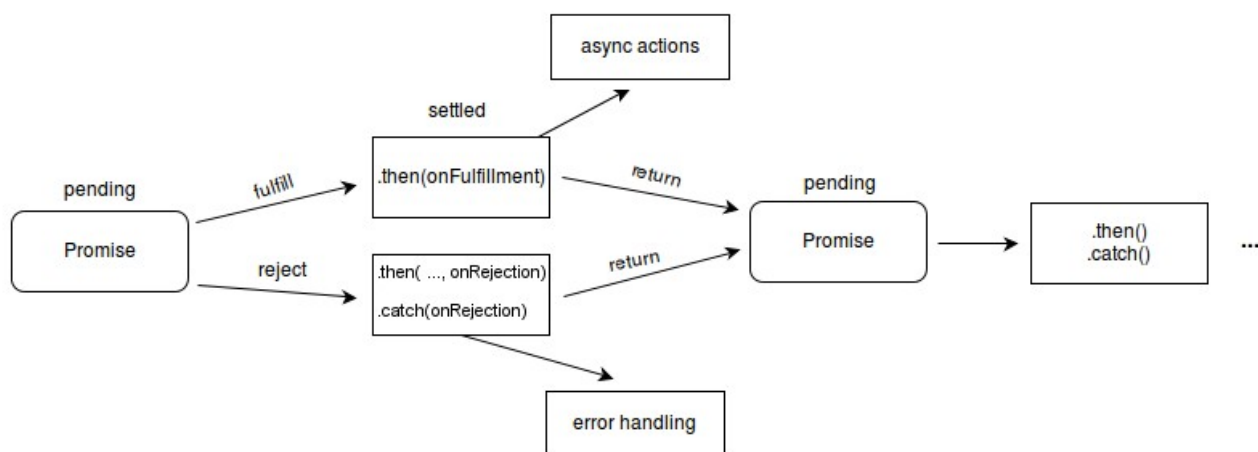 async actions
settled
.then(onFulfillment)
fulfill
return
pending
Promise
pending
Promise
.then()
.catch()
...
reject
.then( ..., onRejection)
.catch(onRejection)
return
error handling